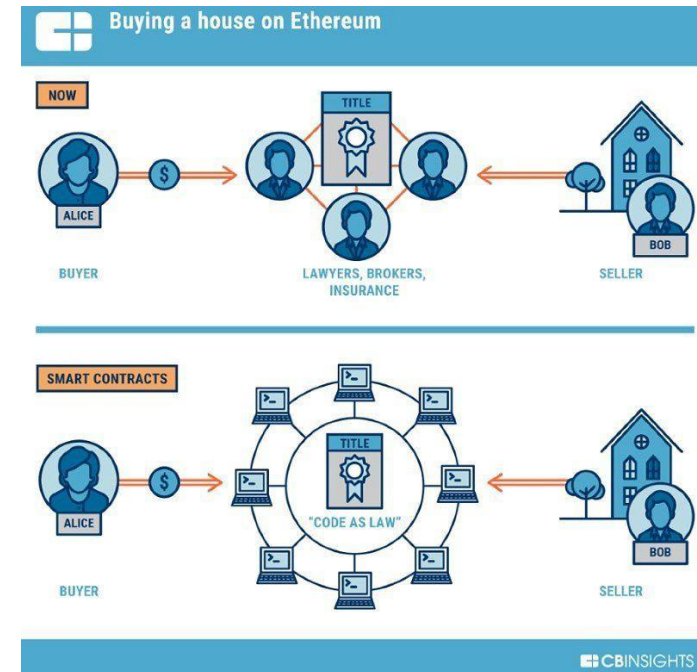 Buying a house on Ethereum
NOW
TITLE
$
ALICE
BOB
BUYER
LAWYERS, BROKERS,
INSURANCE
SELLER
SMART CONTRACTS
>_
>_
>_
TITLE
$
>_
>_
ALICE
"CODE AS LAW"
BOB
>_
>_
>_
BUYER
SELLER
CBINSIGHTS